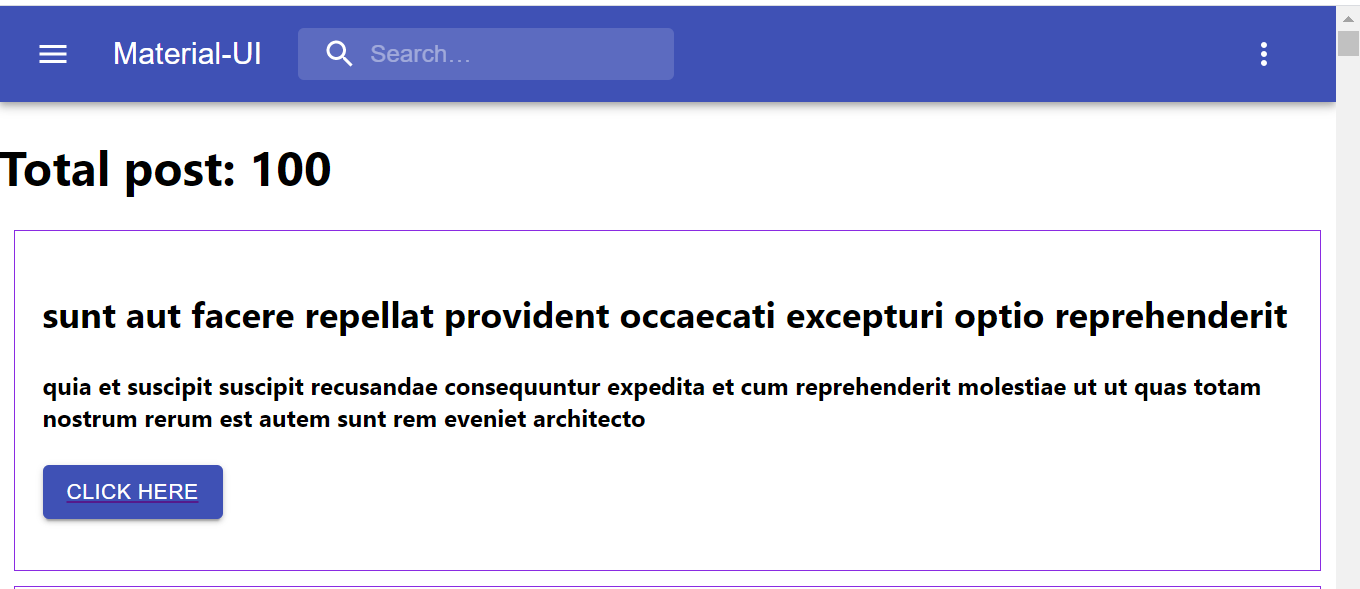 Material-UI
Search…
Total post: 100
sunt aut facere repellat provident occaecati excepturi optio reprehenderit
quia et suscipit suscipit recusandae consequuntur expedita et cum reprehenderit molestiae ut ut quas totam
nostrum rerum est autem sunt rem eveniet architecto
CLICK HERE